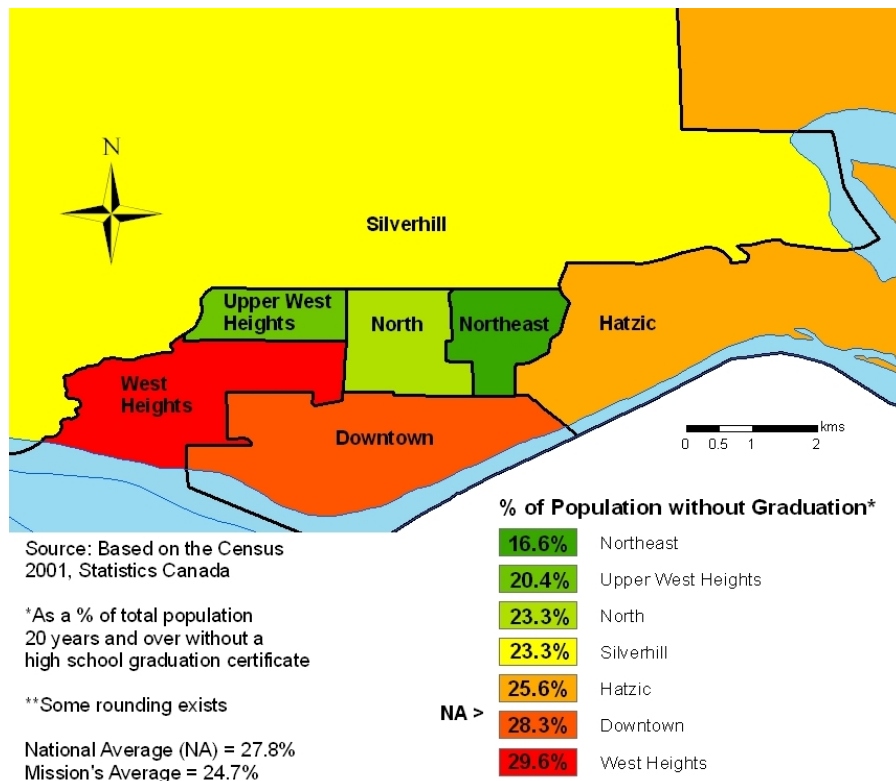 N
Silverhill
Upper West
Heights
North
Northeast
Hatzic
West
Heights
Downtown
kms
0 0.5 1 2
% of Population without Graduation*
16.6% Northeast
20.4% Upper West Heights
23.3% North
23.3% Silverhill
25.6% Hatzic
NA >
28.3% Downtown
29.6% West Heights
Source: Based on the Census
2001, Statistics Canada
*As a % of total population
20 years and over without a
high school graduation certificate
**Some rounding exists
National Average (NA) = 27.8%
Mission's Average = 24.7%